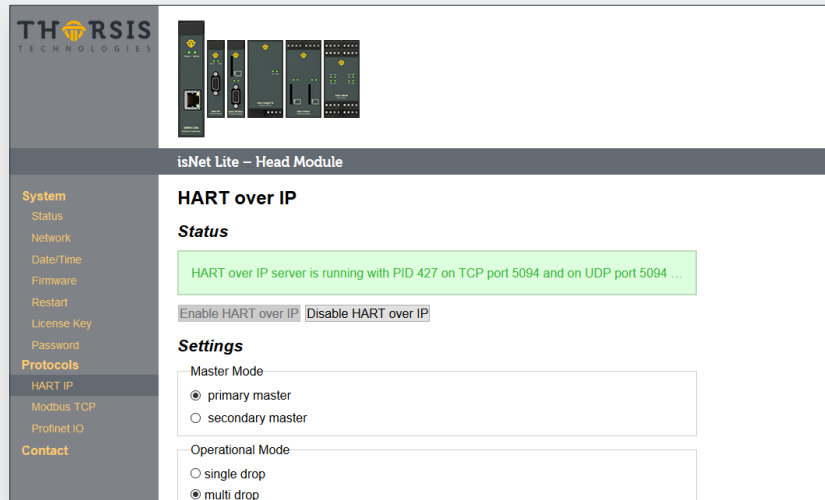 THORSIS
TECHNOLOGIES
isNet Lite – Head Module
System
Status
Network
Date/Time
Firmware
Restart
License Key
Password
Protocols
HART IP
Modbus TCP
Profinet IO
Contact
HART over IP
Status
HART over IP server is running with PID 427 on TCP port 5094 and on UDP port 5094 ...
Enable HART over IP Disable HART over IP
Settings
Master Mode
primary master
secondary master
Operational Mode
single drop
multi drop